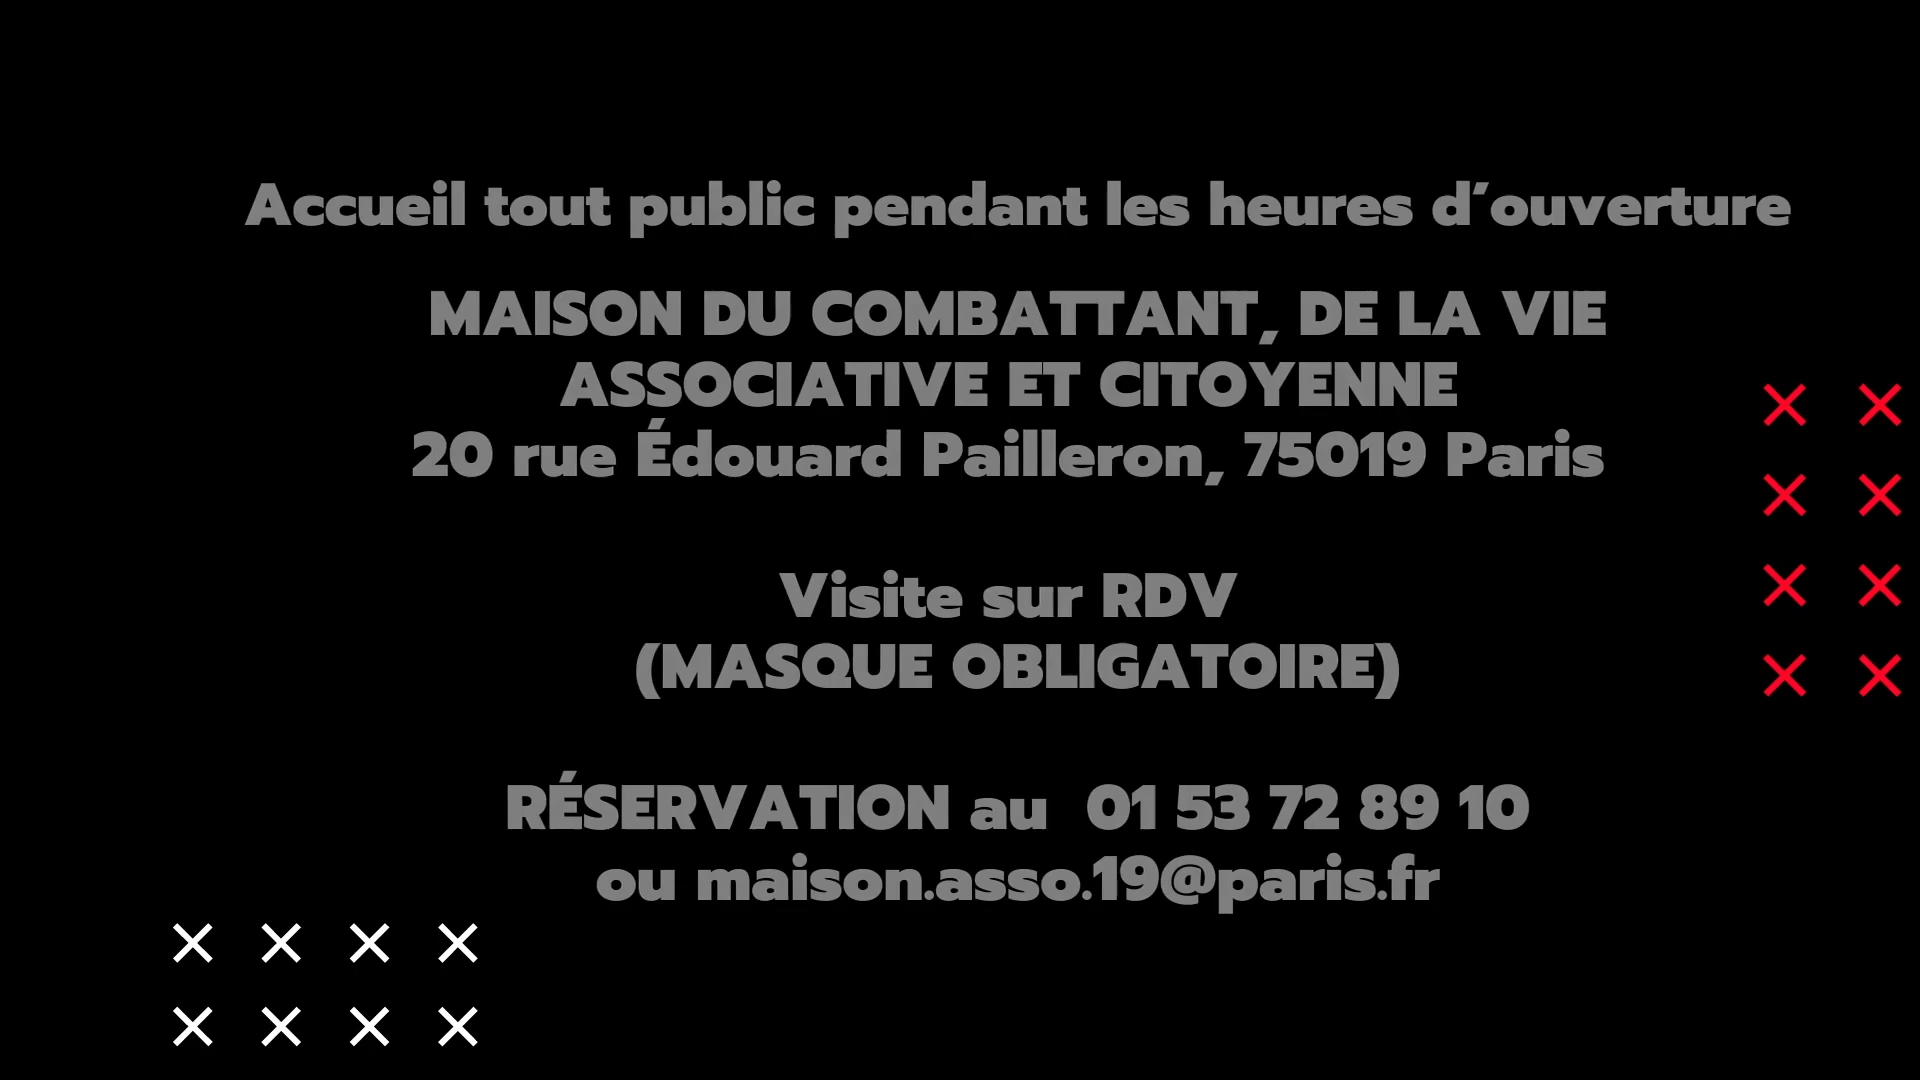 Accueil tout public pendant les heures d’ouverture
MAISON DU COMBATTANT, DE LA VIE
ASSOCIATIVE ET CITOYENNE
20 rue Édouard Pailleron, 75019 Paris
Visite sur RDV
(MASQUE OBLIGATOIRE)
RÉSERVATION au  01 53 72 89 10
ou maison.asso.19@paris.fr